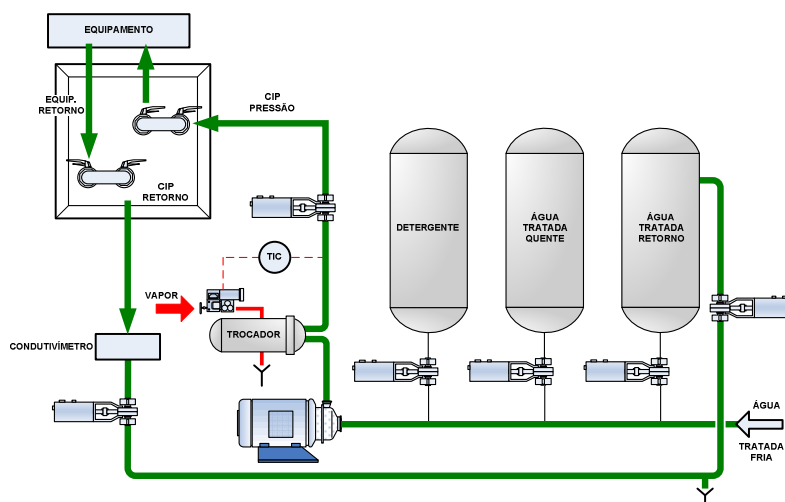 EQUIPAMENTO
EQUIP.
RETORNO
CIP
PRESSÃO
CIP
RETORNO
DETERGENTE
ÁGUA
TRATADA
QUENTE
ÁGUA
TRATADA
RETORNO
TIC
VAPOR
TROCADOR
CONDUTIVÍMETRO
ÁGUA
TRATADA
FRIA